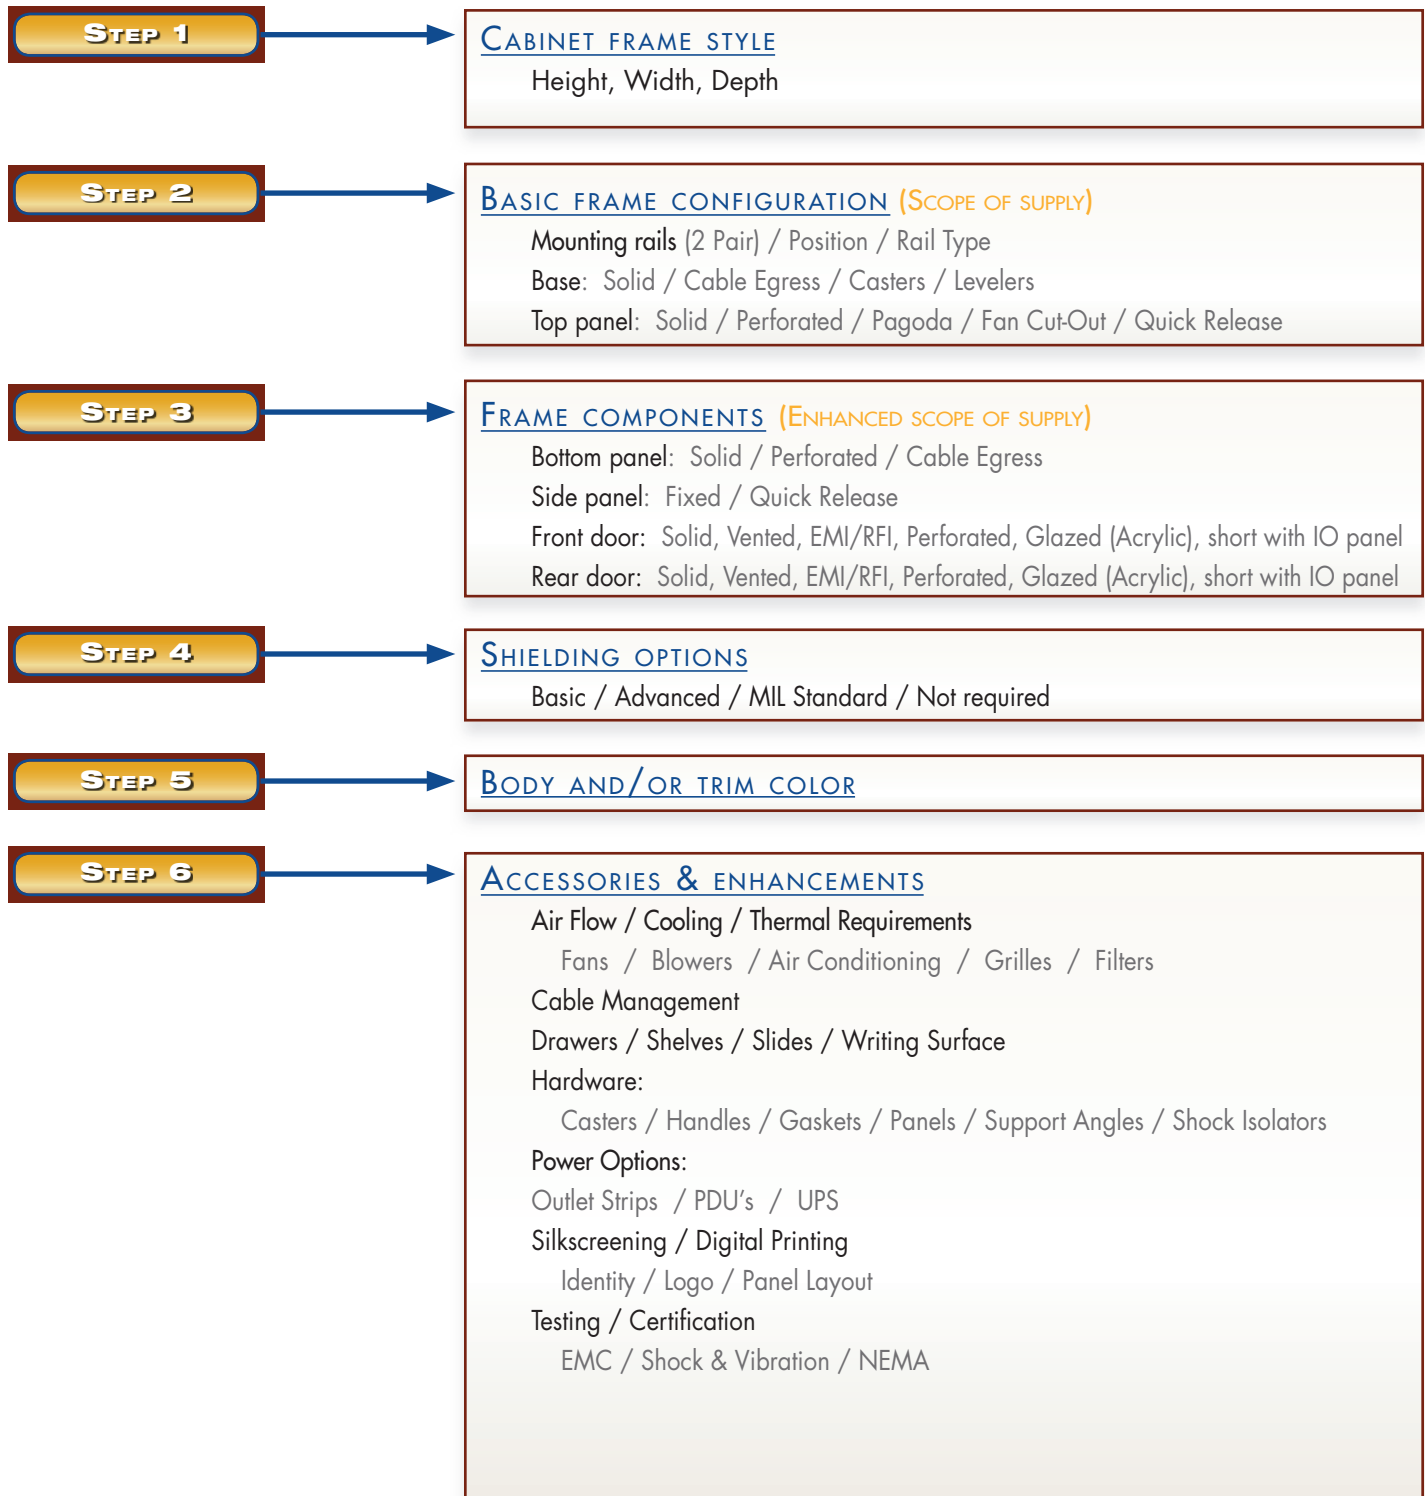 Step 1
Cabinet frame style
Height, Width, Depth
Step 2
Basic frame configuration (Scope of supply)
Mounting rails (2 Pair) / Position / Rail Type
Base: Solid / Cable Egress / Casters / Levelers
Top panel: Solid / Perforated / Pagoda / Fan Cut-Out / Quick Release
Step 3
Frame components (Enhanced scope of supply)
Bottom panel: Solid / Perforated / Cable Egress
Side panel: Fixed / Quick Release
Front door: Solid, Vented, EMI/RFI, Perforated, Glazed (Acrylic), short with IO panel
Rear door: Solid, Vented, EMI/RFI, Perforated, Glazed (Acrylic), short with IO panel
Step 4
Shielding options
Basic / Advanced / MIL Standard / Not required
Step 5
Body and/or trim color
Step 6
Accessories & enhancements
Air Flow / Cooling / Thermal Requirements
Fans / Blowers / Air Conditioning / Grilles / Filters
Cable Management
Drawers / Shelves / Slides / Writing Surface
Hardware:
Casters / Handles / Gaskets / Panels / Support Angles / Shock Isolators
Power Options:
Outlet Strips / PDU's / UPS
Silkscreening / Digital Printing
Identity / Logo / Panel Layout
Testing / Certification
EMC / Shock & Vibration / NEMA